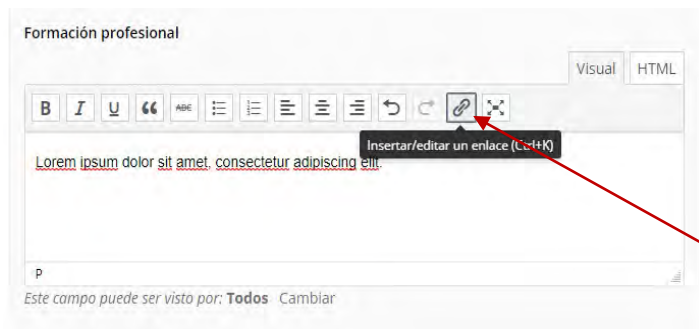 Formación profesional
Visual HTML
B I U ABC
Insertar/editar un enlace (Ctrl+K)
Lorem ipsum dolor sit amet, consectetur adipiscing elit.
P
Este campo puede ser visto por: Todos Cambiar